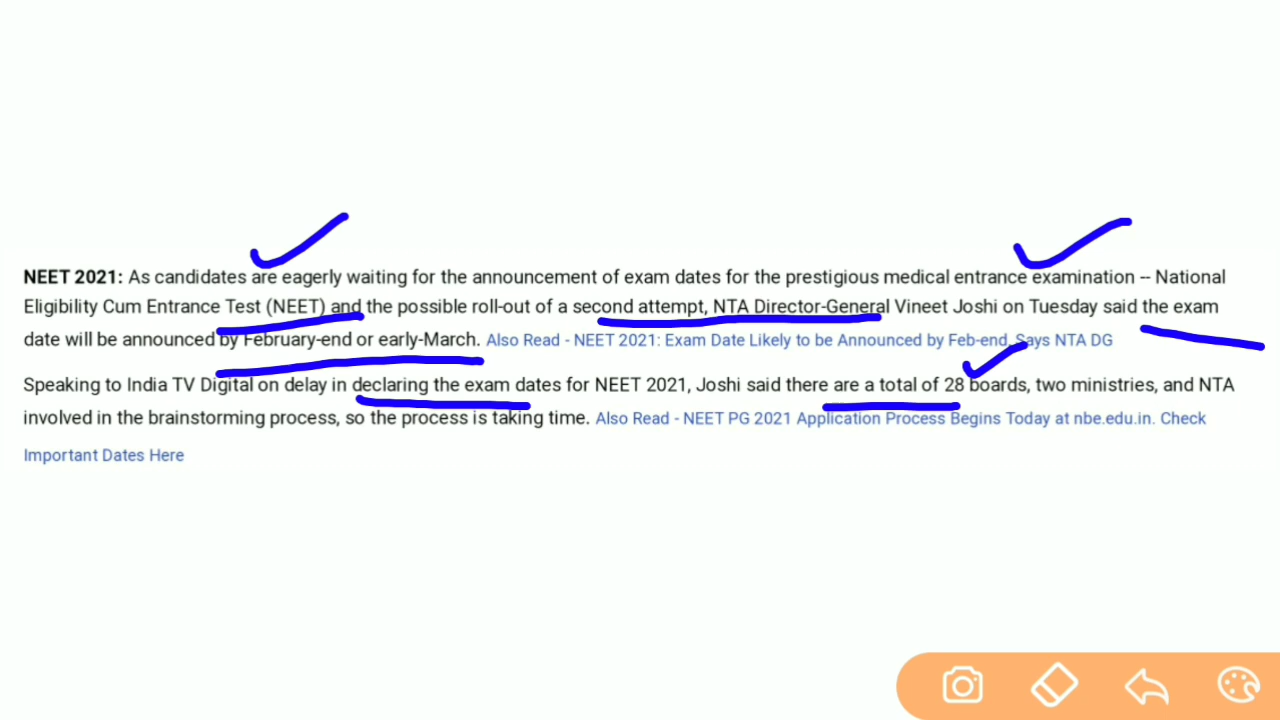 NEET 2021: As candidates are eagerly waiting for the announcement of exam dates for the prestigious medical entrance examination -- National
Eligibility Cum Entrance Test (NEET) and the possible roll-out of a second attempt, NTA Director-General Vineet Joshi on Tuesday said the exam
date will be announced by February-end or early-March. Also Read - NEET 2021: Exam Date Likely to be Announced by Feb-end, Says NTA DG
Speaking to India TV Digital on delay in declaring the exam dates for NEET 2021, Joshi said there are a total of 28 boards, two ministries, and NTA
involved in the brainstorming process, so the process is taking time. Also Read - NEET PG 2021 Application Process Begins Today at nbe.edu.in. Check
Important Dates Here